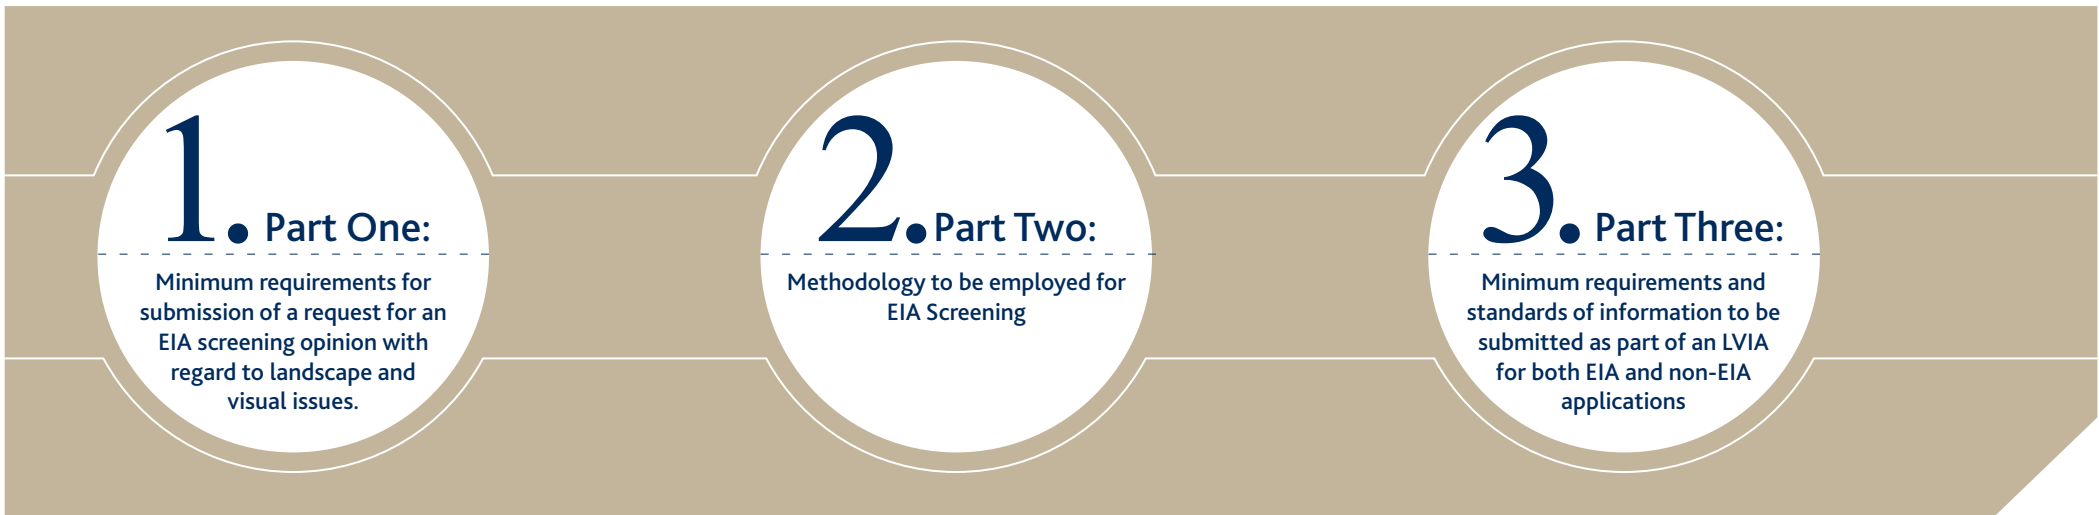 1. Part One:
Minimum requirements for
submission of a request for an
EIA screening opinion with
regard to landscape and
visual issues.
2. Part Two:
Methodology to be employed for
EIA Screening
3. Part Three:
Minimum requirements and
standards of information to be
submitted as part of an LVIA
for both EIA and non-EIA
applications